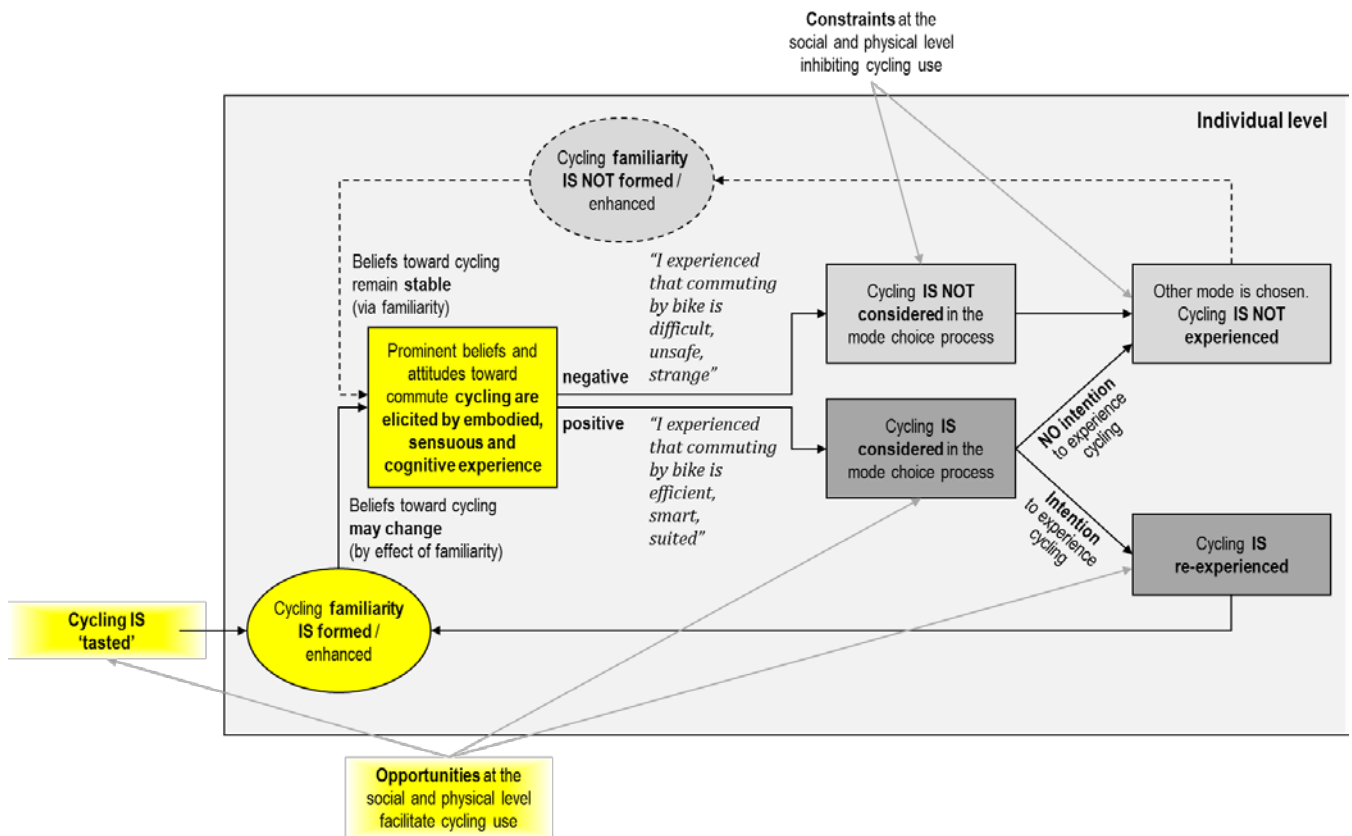 Constraints at the
social and physical level
inhibiting cycling use
Individual level
Cycling familiarity
IS NOT formed /
enhanced
Beliefs toward cycling
remain stable
(via familiarity)
"I experienced
that commuting
by bike is
difficult,
unsafe,
strange"
Cycling IS NOT
considered in the
mode choice process
Other mode is chosen.
Cycling IS NOT
experienced
Prominent beliefs and
attitudes toward
commute cycling are
elicited by embodied,
sensuous and
cognitive experience
negative
positive
"I experienced
that commuting
by bike is
efficient,
smart,
suited"
Cycling IS
considered in the
mode choice process
NO intention
to experience
cycling
Intention
to experience
cycling
Beliefs toward cycling
may change
(by effect of familiarity)
Cycling IS
re-experienced
Cycling IS
'tasted'
Cycling familiarity
IS formed /
enhanced
Opportunities at the
social and physical level
facilitate cycling use